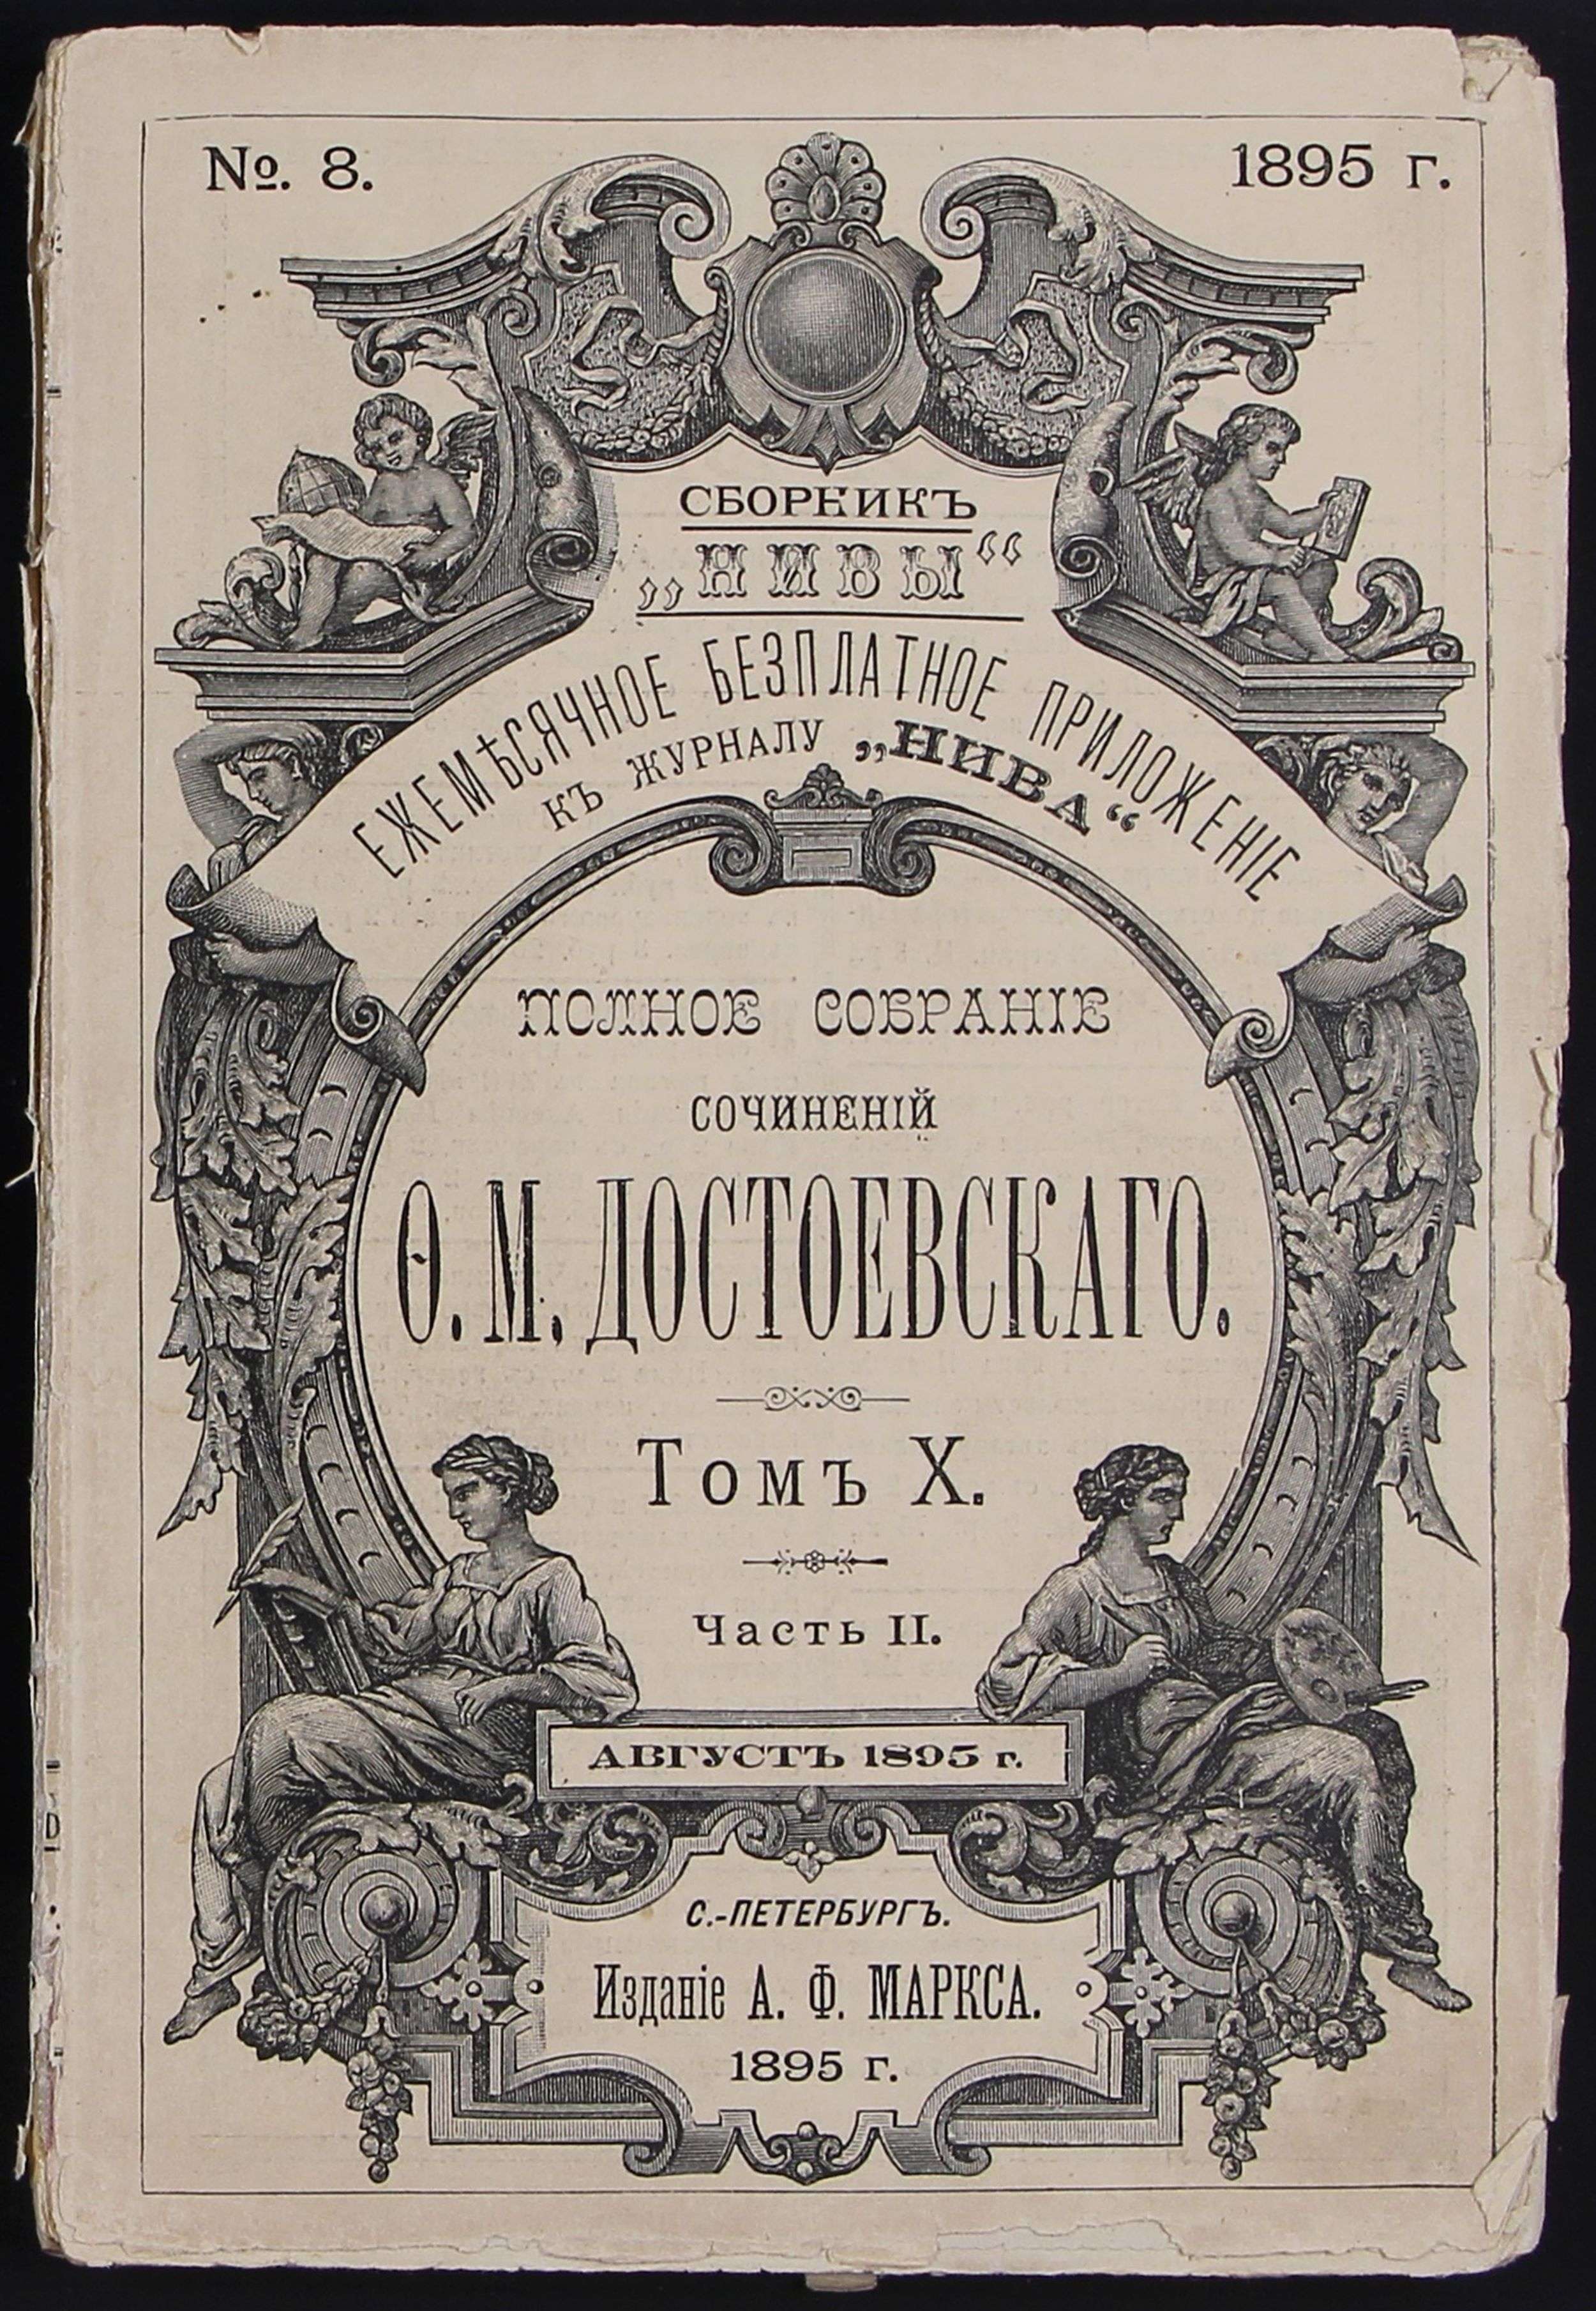 №. 8.
1895 г.
СБОРНИКЪ
„НИВЫ“
ЕЖЕМѢСЯЧНОЕ БЕЗПЛАТНОЕ ПРИЛОЖЕНІЕ
КЪ ЖУРНАЛУ „НИВА“
ПОЛНОЕ СОБРАНІЕ
СОЧИНЕНІЙ
Ѳ. М. ДОСТОЕВСКАГО.
Томъ X.
Часть II.
АВГУСТЪ 1895 г.
С.-ПЕТЕРБУРГЪ.
Изданіе А. Ф. МАРКСА.
1895 г.